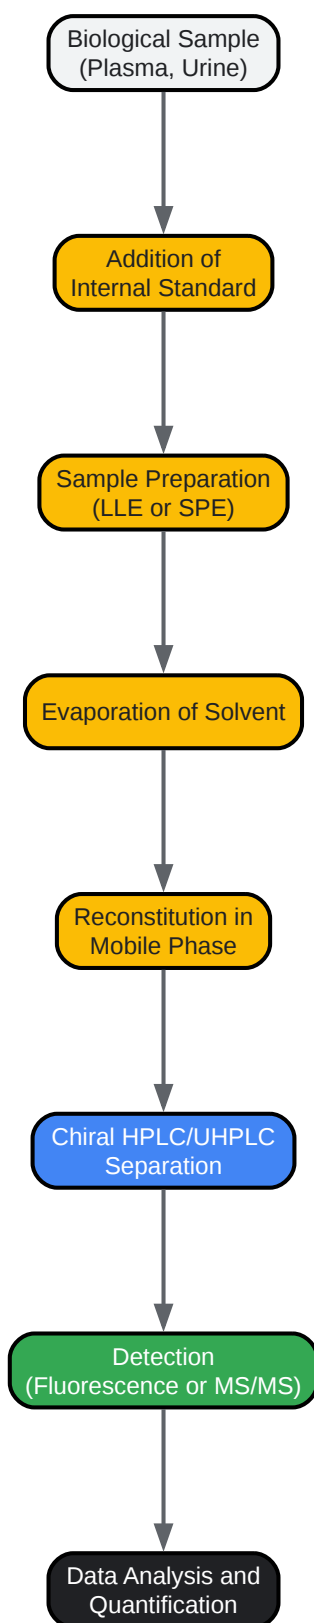 Biological Sample
(Plasma, Urine)
Addition of
Internal Standard
Sample Preparation
(LLE or SPE)
Evaporation of Solvent
Reconstitution in
Mobile Phase
Chiral HPLC/UHPLC
Separation
Detection
(Fluorescence or MS/MS)
Data Analysis and
Quantification